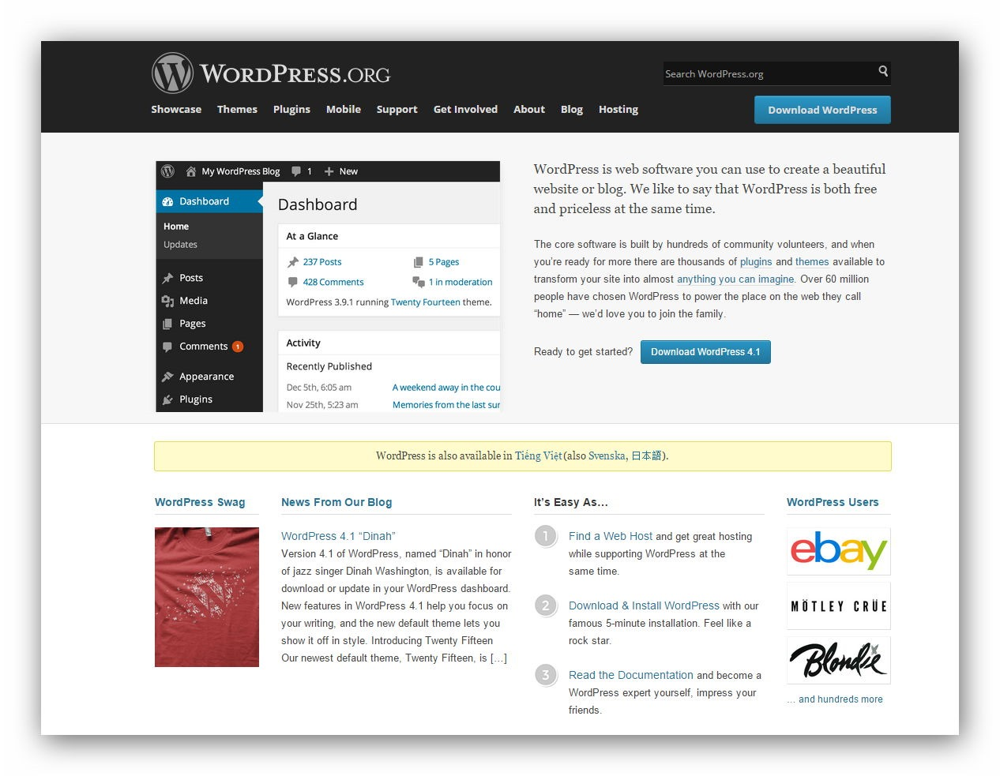 WORDPRESS.ORG
Search WordPress.org
Showcase Themes Plugins Mobile Support Get Involved About Blog Hosting
Download WordPress
My WordPress Blog 1 New
Dashboard
Home
Updates
Posts
Media
Pages
Comments 1
Appearance
Plugins
Dashboard
At a Glance
237 Posts 5 Pages
428 Comments 1 in moderation
WordPress 3.9.1 running Twenty Fourteen theme.
Activity
Recently Published
Dec 5th, 6:05 am A weekend away in the cou
Nov 25th, 5:23 am Memories from the last sur
WordPress is web software you can use to create a beautiful
website or blog. We like to say that WordPress is both free
and priceless at the same time.
The core software is built by hundreds of community volunteers, and when
you’re ready for more there are thousands of plugins and themes available to
transform your site into almost anything you can imagine. Over 60 million
people have chosen WordPress to power the place on the web they call
“home” — we’d love you to join the family.
Ready to get started? Download WordPress 4.1
WordPress is also available in Tiếng Việt (also Svenska, 日本語).
WordPress Swag
News From Our Blog
WordPress 4.1 “Dinah”
Version 4.1 of WordPress, named “Dinah” in honor
of jazz singer Dinah Washington, is available for
download or update in your WordPress dashboard.
New features in WordPress 4.1 help you focus on
your writing, and the new default theme lets you
show it off in style. Introducing Twenty Fifteen
Our newest default theme, Twenty Fifteen, is […]
It’s Easy As…
1 Find a Web Host and get great hosting
while supporting WordPress at the
same time.
2 Download & Install WordPress with our
famous 5-minute installation. Feel like a
rock star.
3 Read the Documentation and become a
WordPress expert yourself, impress your
friends.
WordPress Users
ebay
MÖTLEY CRÜE
Blondie
… and hundreds more